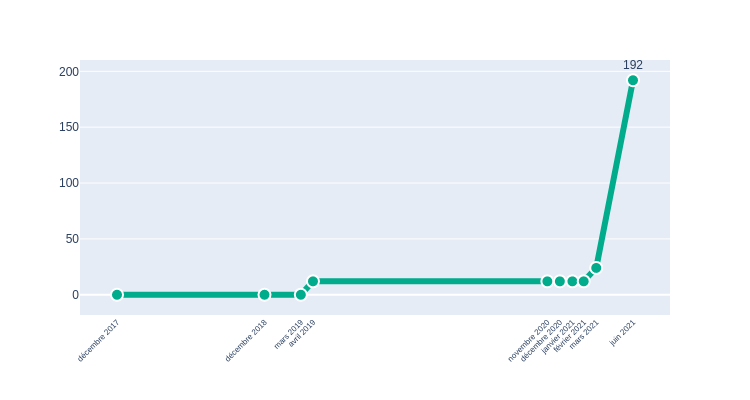 192
200
150
100
50
0
décembre 2017
décembre 2018
mars 2019
avril 2019
novembre 2020
décembre 2020
janvier 2021
février 2021
mars 2021
juin 2021